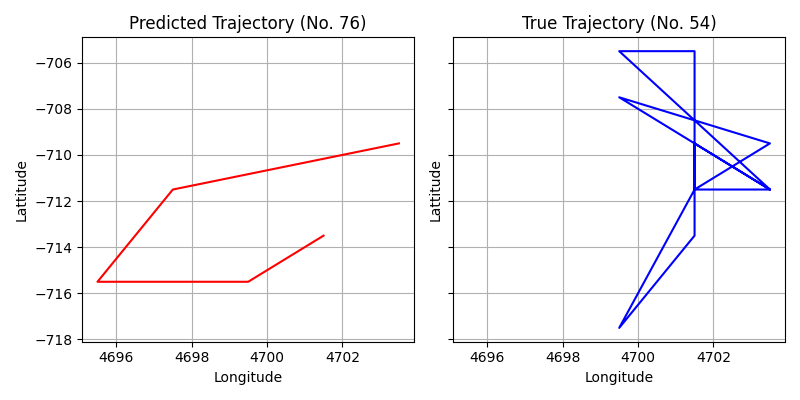 Predicted Trajectory (No. 76)
True Trajectory (No. 54)
Lattitude
−706
−708
−710
−712
−714
−716
−718
4696
4698
4700
4702
Longitude
Lattitude
4696
4698
4700
4702
Longitude